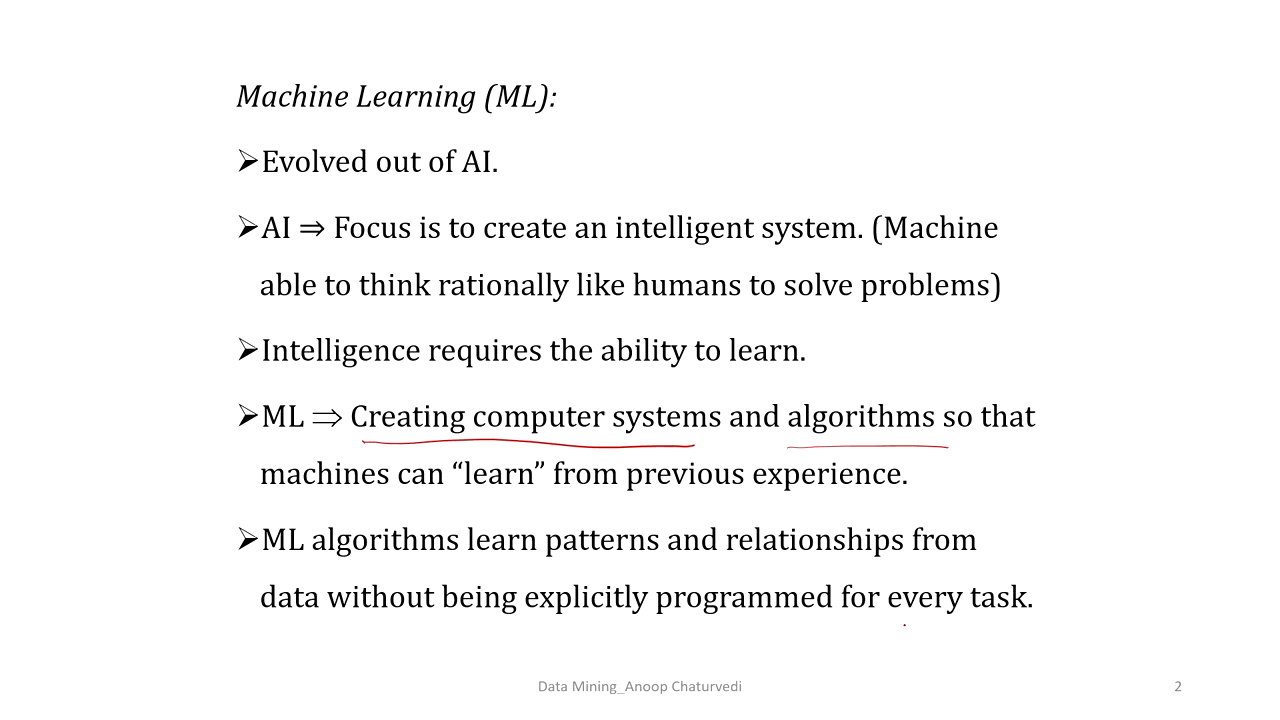 Machine Learning (ML):
➢Evolved out of AI.
➢AI ⇒ Focus is to create an intelligent system. (Machine
able to think rationally like humans to solve problems)
➢Intelligence requires the ability to learn.
➢ML ⇒ Creating computer systems and algorithms so that
machines can “learn” from previous experience.
➢ML algorithms learn patterns and relationships from
data without being explicitly programmed for every task.
Data Mining_Anoop Chaturvedi
2